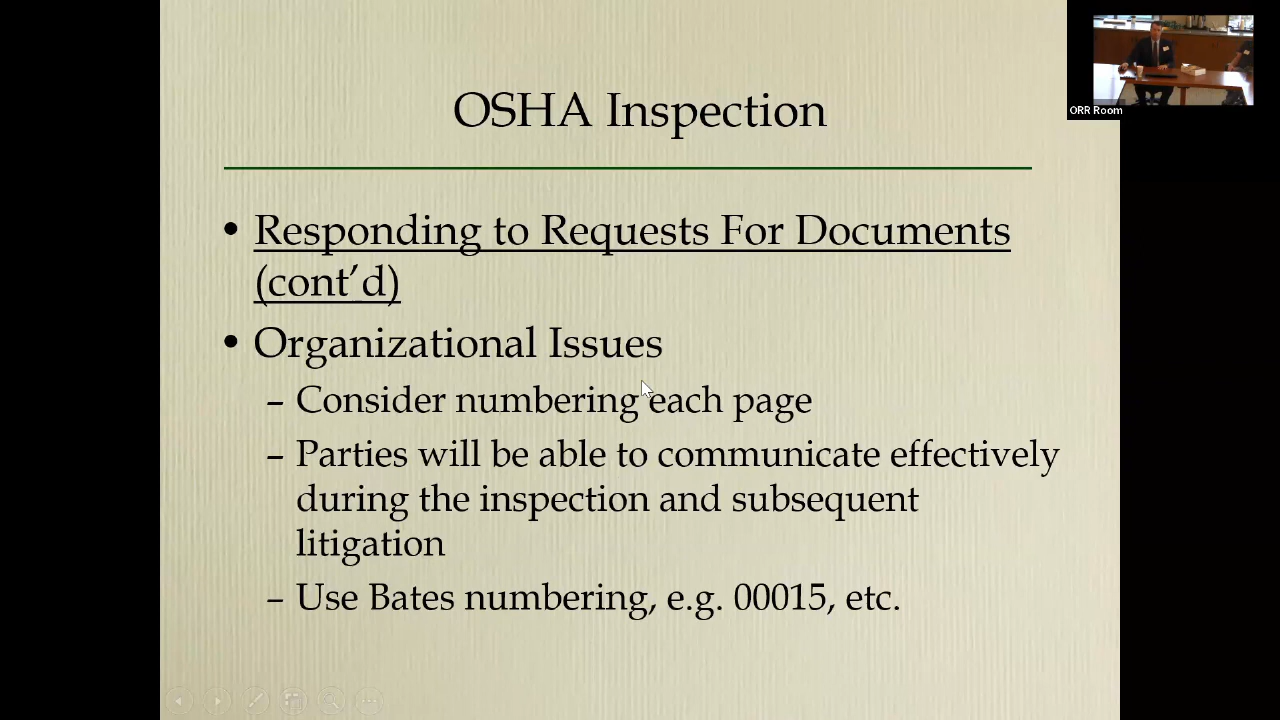 OSHA Inspection
ORR Room
• Responding to Requests For Documents
(cont’d)
• Organizational Issues
– Consider numbering each page
– Parties will be able to communicate effectively
during the inspection and subsequent
litigation
– Use Bates numbering, e.g. 00015, etc.